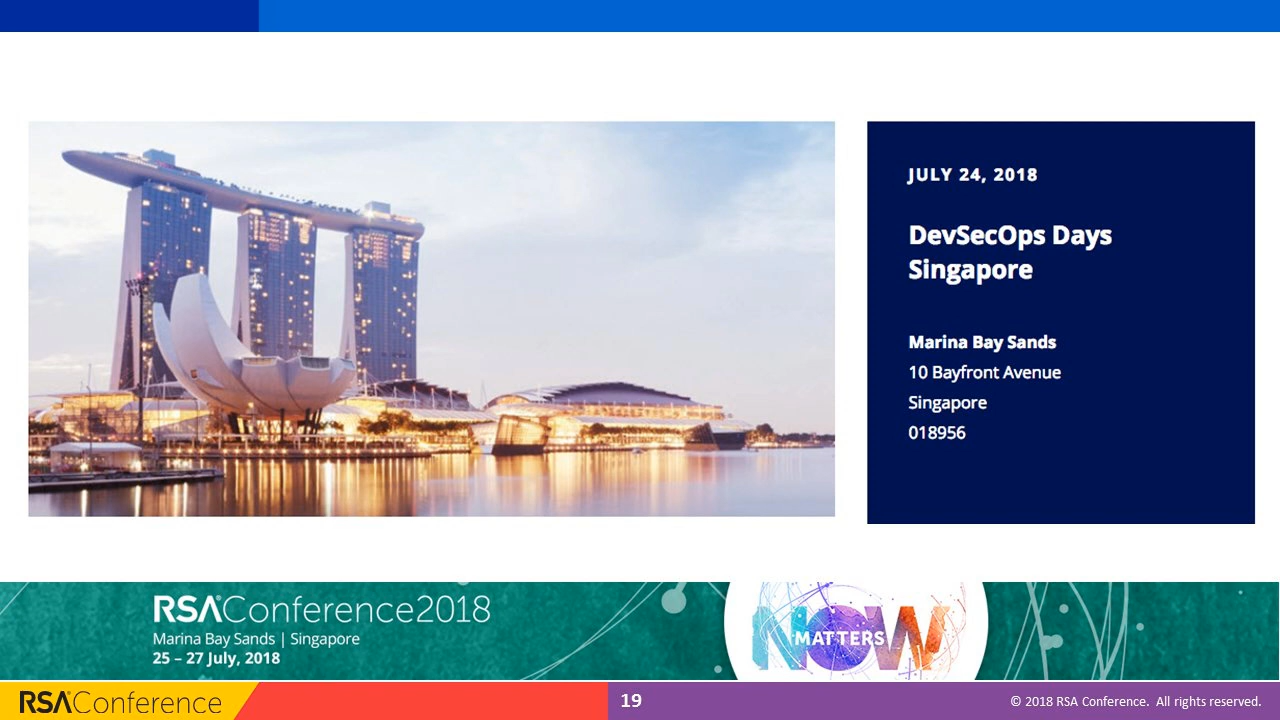 JULY 24, 2018
DevSecOps Days
Singapore
Marina Bay Sands
10 Bayfront Avenue
Singapore
018956
RSAConference2018
Marina Bay Sands | Singapore
25 – 27 July, 2018
NOW
MATTERS
RSAConference
19
© 2018 RSA Conference. All rights reserved.